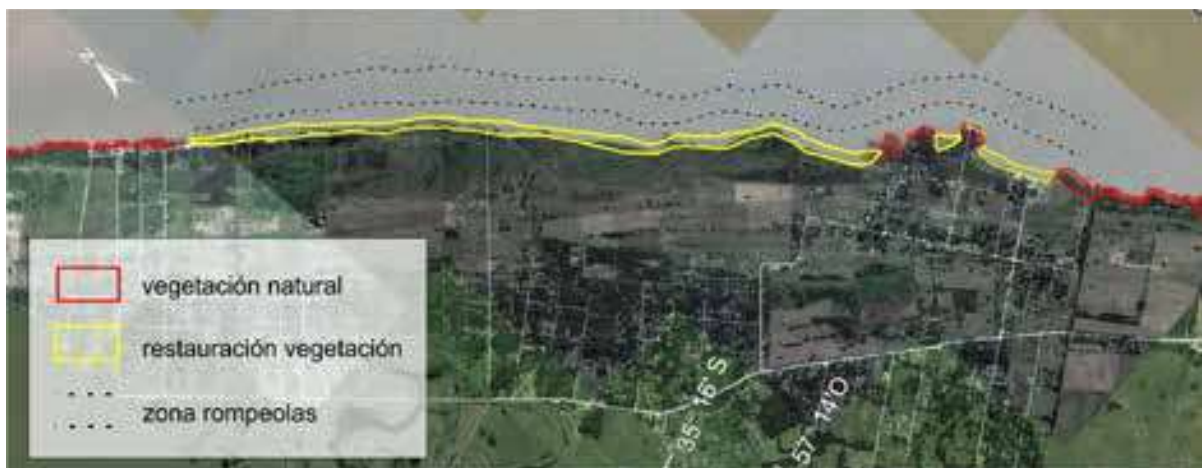 vegetación natural
restauración vegetación
zona rompeolas
35° 16' S
57° 14'O